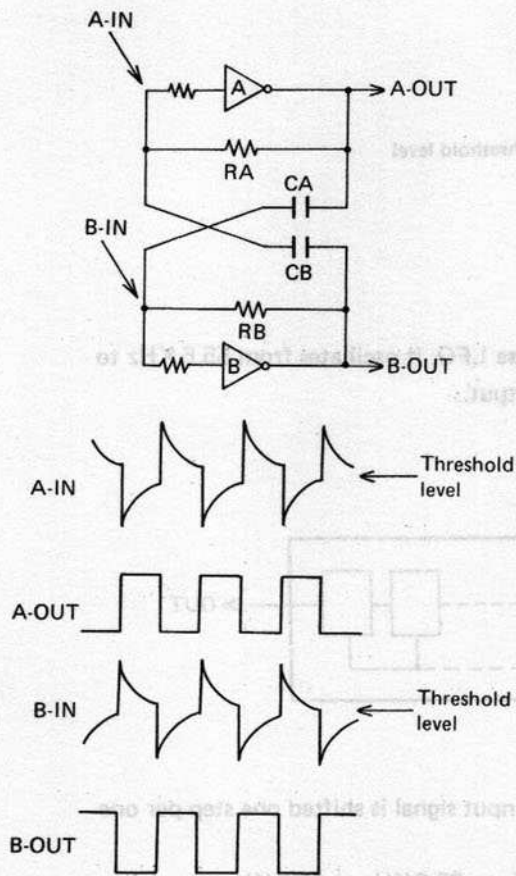 A-IN
A
A-OUT
RA
CA
B-IN
CB
RB
B
B-OUT
A-IN
Threshold
level
A-OUT
B-IN
Threshold
level
B-OUT